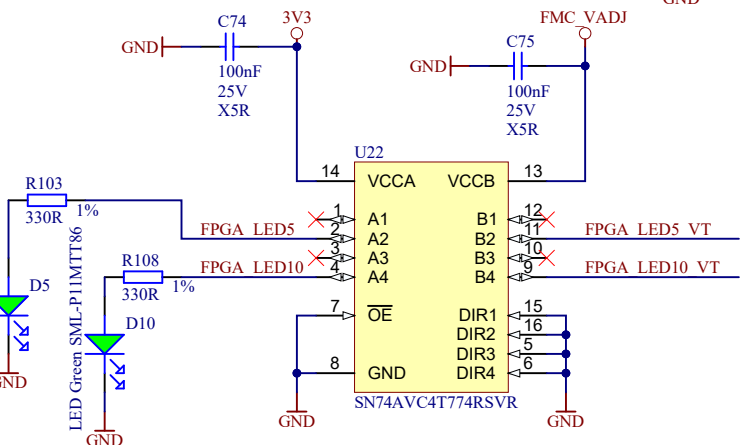 GND
C74
3V3
FMC_VADJ
GND
100nF
25V
X5R
C75
GND
100nF
25V
X5R
U22
14
VCCA
VCCB
13
R103
330R
1%
1
A1
B1
12
FPGA_LED5
2
A2
B2
11
FPGA_LED5_VT
3
A3
B3
10
R108
330R
1%
FPGA_LED10
4
A4
B4
9
FPGA_LED10_VT
D5
GND
LED Green SML-P11MTT86
D10
GND
7
OE
DIR1
15
DIR2
16
DIR3
5
8
GND
DIR4
6
SN74AVC4T774RSVR
GND
GND